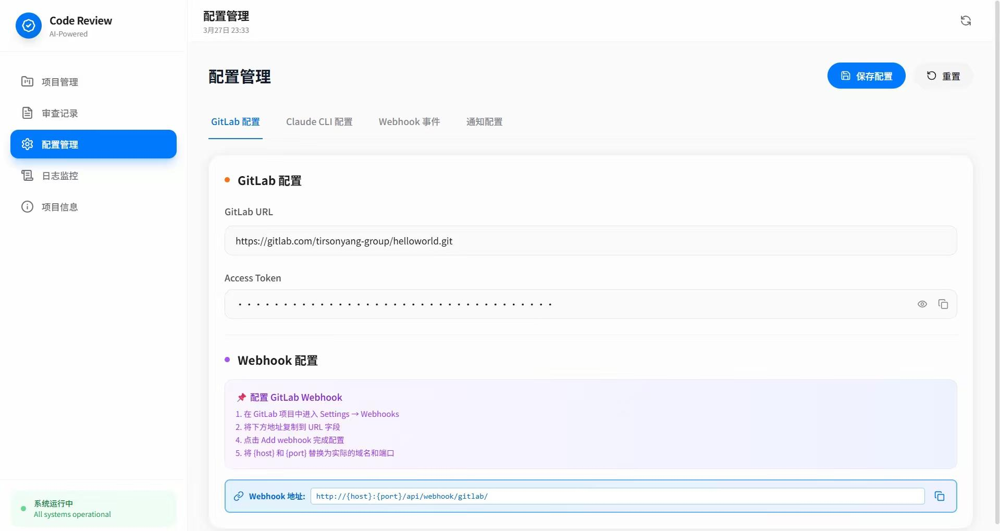 Code Review
AI-Powered
项目管理
审查记录
配置管理
日志监控
项目信息
系统运行中
All systems operational
配置管理
3月27日 23:33
配置管理
保存配置
重置
GitLab 配置
Claude CLI 配置
Webhook 事件
通知配置
GitLab 配置
GitLab URL
https://gitlab.com/tirsonyang-group/helloworld.git
Access Token
Webhook 配置
📌 配置 GitLab Webhook
1. 在 GitLab 项目中进入 Settings → Webhooks
2. 将下方地址复制到 URL 字段
4. 点击 Add webhook 完成配置
5. 将 {host} 和 {port} 替换为实际的域名和端口
Webhook 地址:
http://{host}:{port}/api/webhook/gitlab/